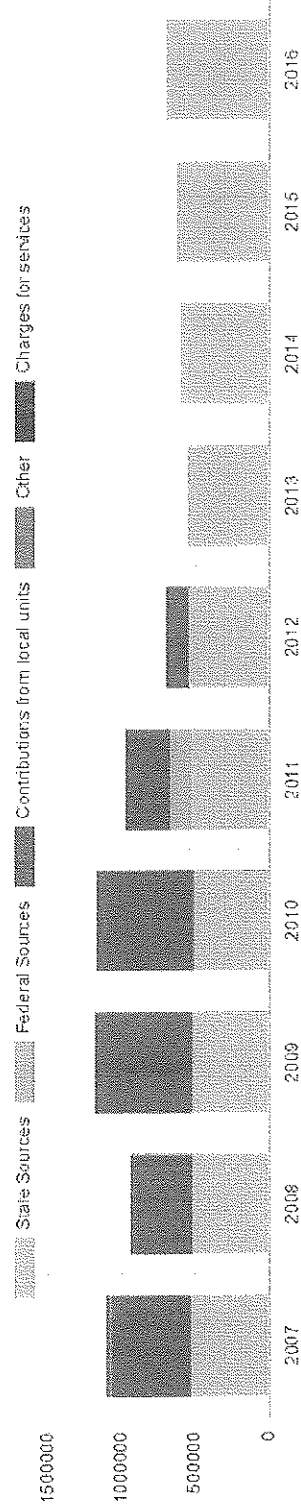 State Sources Federal Sources Contributions from local units Other Charges for services
1500000
1000000
500000
0
2007 2008 2009 2010 2011 2012 2013 2014 2015 2016